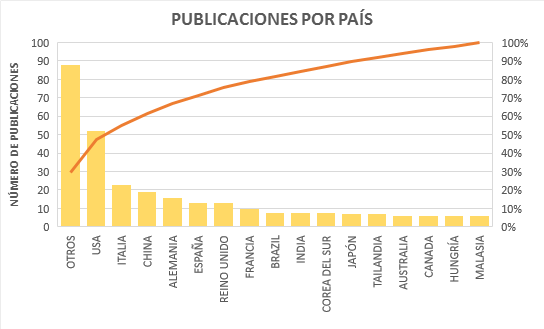 PUBLICACIONES POR PAÍS
NÚMERO DE PUBLICACIONES
100
90
80
70
60
50
40
30
20
10
0
100%
90%
80%
70%
60%
50%
40%
30%
20%
10%
0%
OTROS
USA
ITALIA
CHINA
ALEMANIA
ESPAÑA
REINO UNIDO
FRANCIA
BRAZIL
INDIA
COREA DEL SUR
JAPÓN
TAILANDIA
AUSTRALIA
CANADA
HUNGRÍA
MALASIA